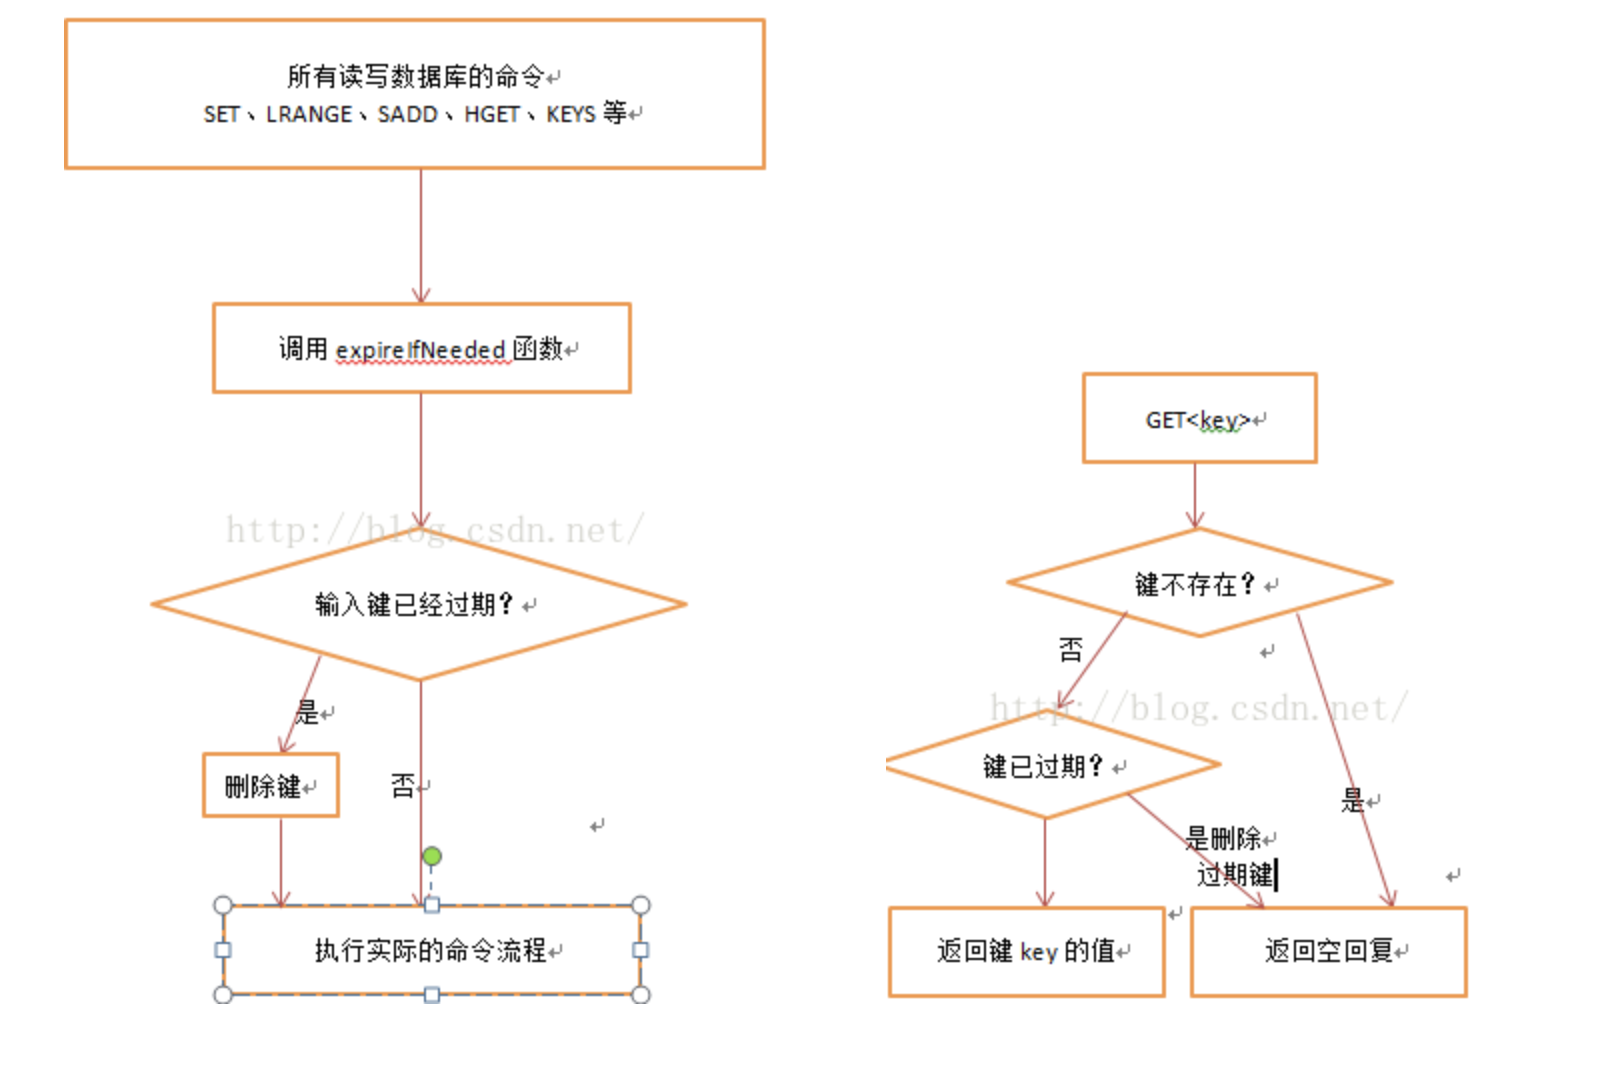 所有读写数据库的命令
SET、LRANGE、SADD、HGET、KEYS 等
调用 expireIfNeeded 函数
http://blog.csdn.net/
输入键已经过期？
是
删除键
否
执行实际的命令流程
GET<key>
键不存在？
否
http://blog.csdn.net/
键已过期？
是
是删除
过期键
返回键 key 的值
返回空回复